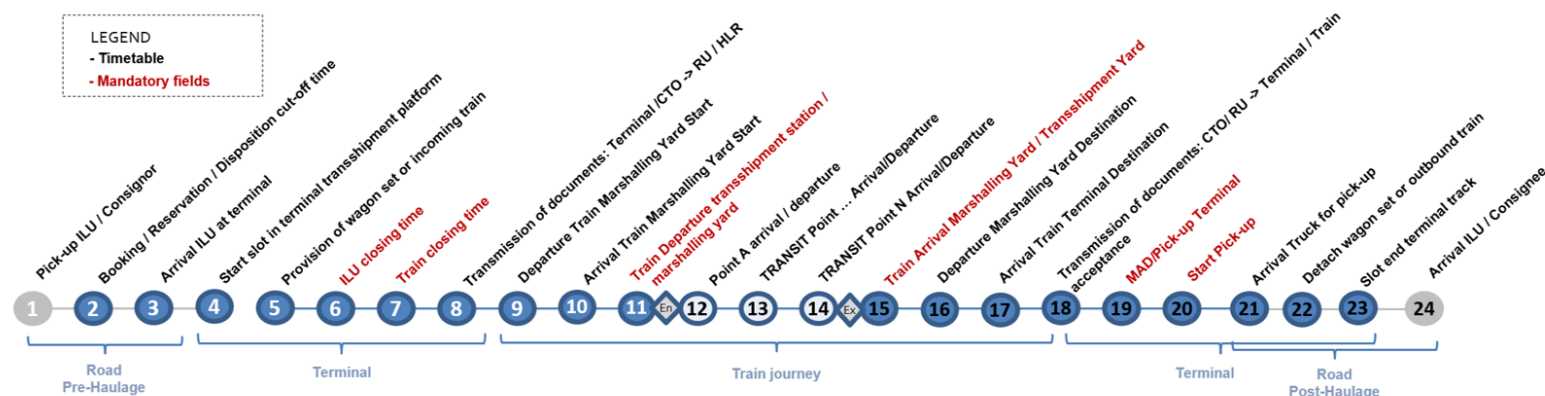 LEGEND
- Timetable
- Mandatory fields
Pick-up ILU / Consignor
Booking / Reservation / Disposition cut-off time
Arrival ILU at terminal
Start slot in terminal transshipment platform
Provision of wagon set or incoming train
ILU closing time
Train closing time
Transmission of documents: Terminal /CTO -> RU / HLR
Departure Train Marshalling Yard Start
Arrival Train Marshalling Yard Start
Train Departure transshipment station /
marshalling yard
Point A arrival / departure
TRANSIT Point ... Arrival/Departure
TRANSIT Point N Arrival/Departure
Train Arrival Marshalling Yard / Transshipment Yard
Departure Marshalling Yard Destination
Arrival Train Terminal Destination
Transmission of documents: CTO/ RU -> Terminal / Train
acceptance
MAD/Pick-up Terminal
Start Pick-up
Arrival Truck for pick-up
Detach wagon set or outbound train
Slot end terminal track
Arrival ILU / Consignee
1 2 3 4 5 6 7 8 9 10 11 En 12 13 14 Ex 15 16 17 18 19 20 21 22 23 24
Road
Pre-Haulage
Terminal
Train journey
Terminal
Road
Post-Haulage